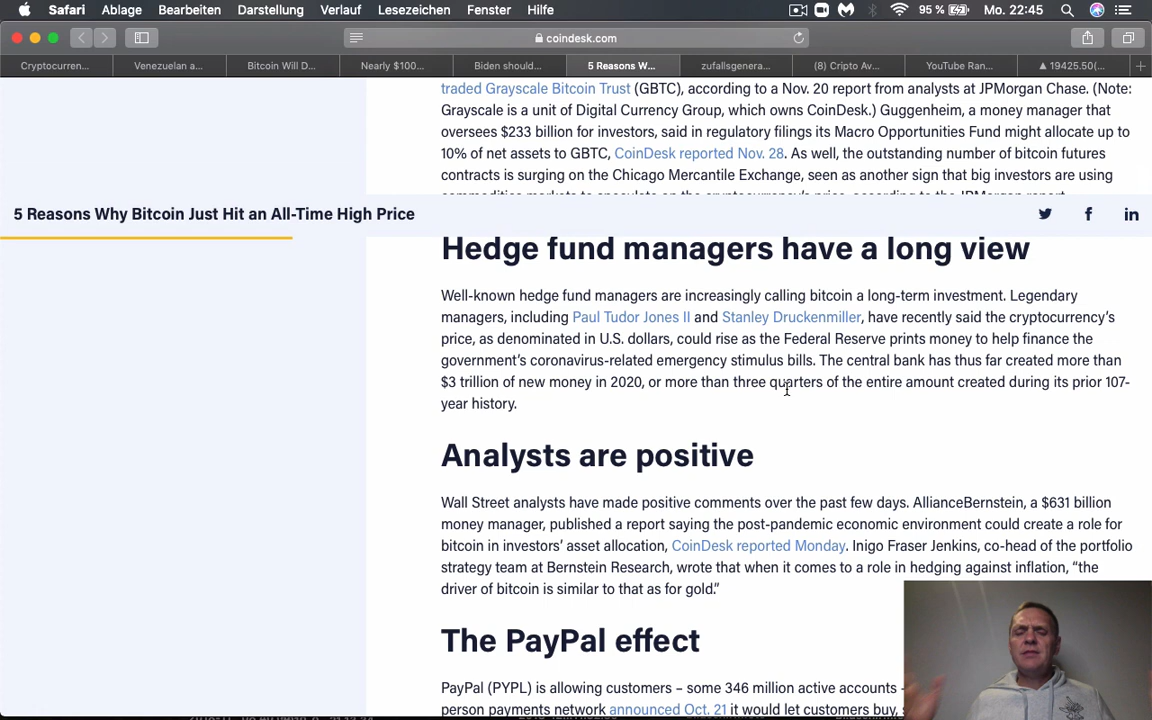 Safari Ablage Bearbeiten Darstellung Verlauf Lesezeichen Fenster Hilfe 95 % Mo. 22:45
coindesk.com
Cryptocurren... Venezuelan a... Bitcoin Will D... Nearly $100... Biden should... 5 Reasons W... zufallsgenera... (8) Cripto Av... YouTube Ran... ▲ 19425.50(...
traded Grayscale Bitcoin Trust (GBTC), according to a Nov. 20 report from analysts at JPMorgan Chase. (Note:
Grayscale is a unit of Digital Currency Group, which owns CoinDesk.) Guggenheim, a money manager that
oversees $233 billion for investors, said in regulatory filings its Macro Opportunities Fund might allocate up to
10% of net assets to GBTC, CoinDesk reported Nov. 28. As well, the outstanding number of bitcoin futures
contracts is surging on the Chicago Mercantile Exchange, seen as another sign that big investors are using
commodities markets to speculate on the cryptocurrency's price, according to the JPMorgan report.
5 Reasons Why Bitcoin Just Hit an All-Time High Price
Hedge fund managers have a long view
Well-known hedge fund managers are increasingly calling bitcoin a long-term investment. Legendary
managers, including Paul Tudor Jones II and Stanley Druckenmiller, have recently said the cryptocurrency's
price, as denominated in U.S. dollars, could rise as the Federal Reserve prints money to help finance the
government's coronavirus-related emergency stimulus bills. The central bank has thus far created more than
$3 trillion of new money in 2020, or more than three quarters of the entire amount created during its prior 107-
year history.
Analysts are positive
Wall Street analysts have made positive comments over the past few days. AllianceBernstein, a $631 billion
money manager, published a report saying the post-pandemic economic environment could create a role for
bitcoin in investors' asset allocation, CoinDesk reported Monday. Inigo Fraser Jenkins, co-head of the portfolio
strategy team at Bernstein Research, wrote that when it comes to a role in hedging against inflation, "the
driver of bitcoin is similar to that as for gold."
The PayPal effect
PayPal (PYPL) is allowing customers – some 346 million active accounts –
person payments network announced Oct. 21 it would let customers buy,